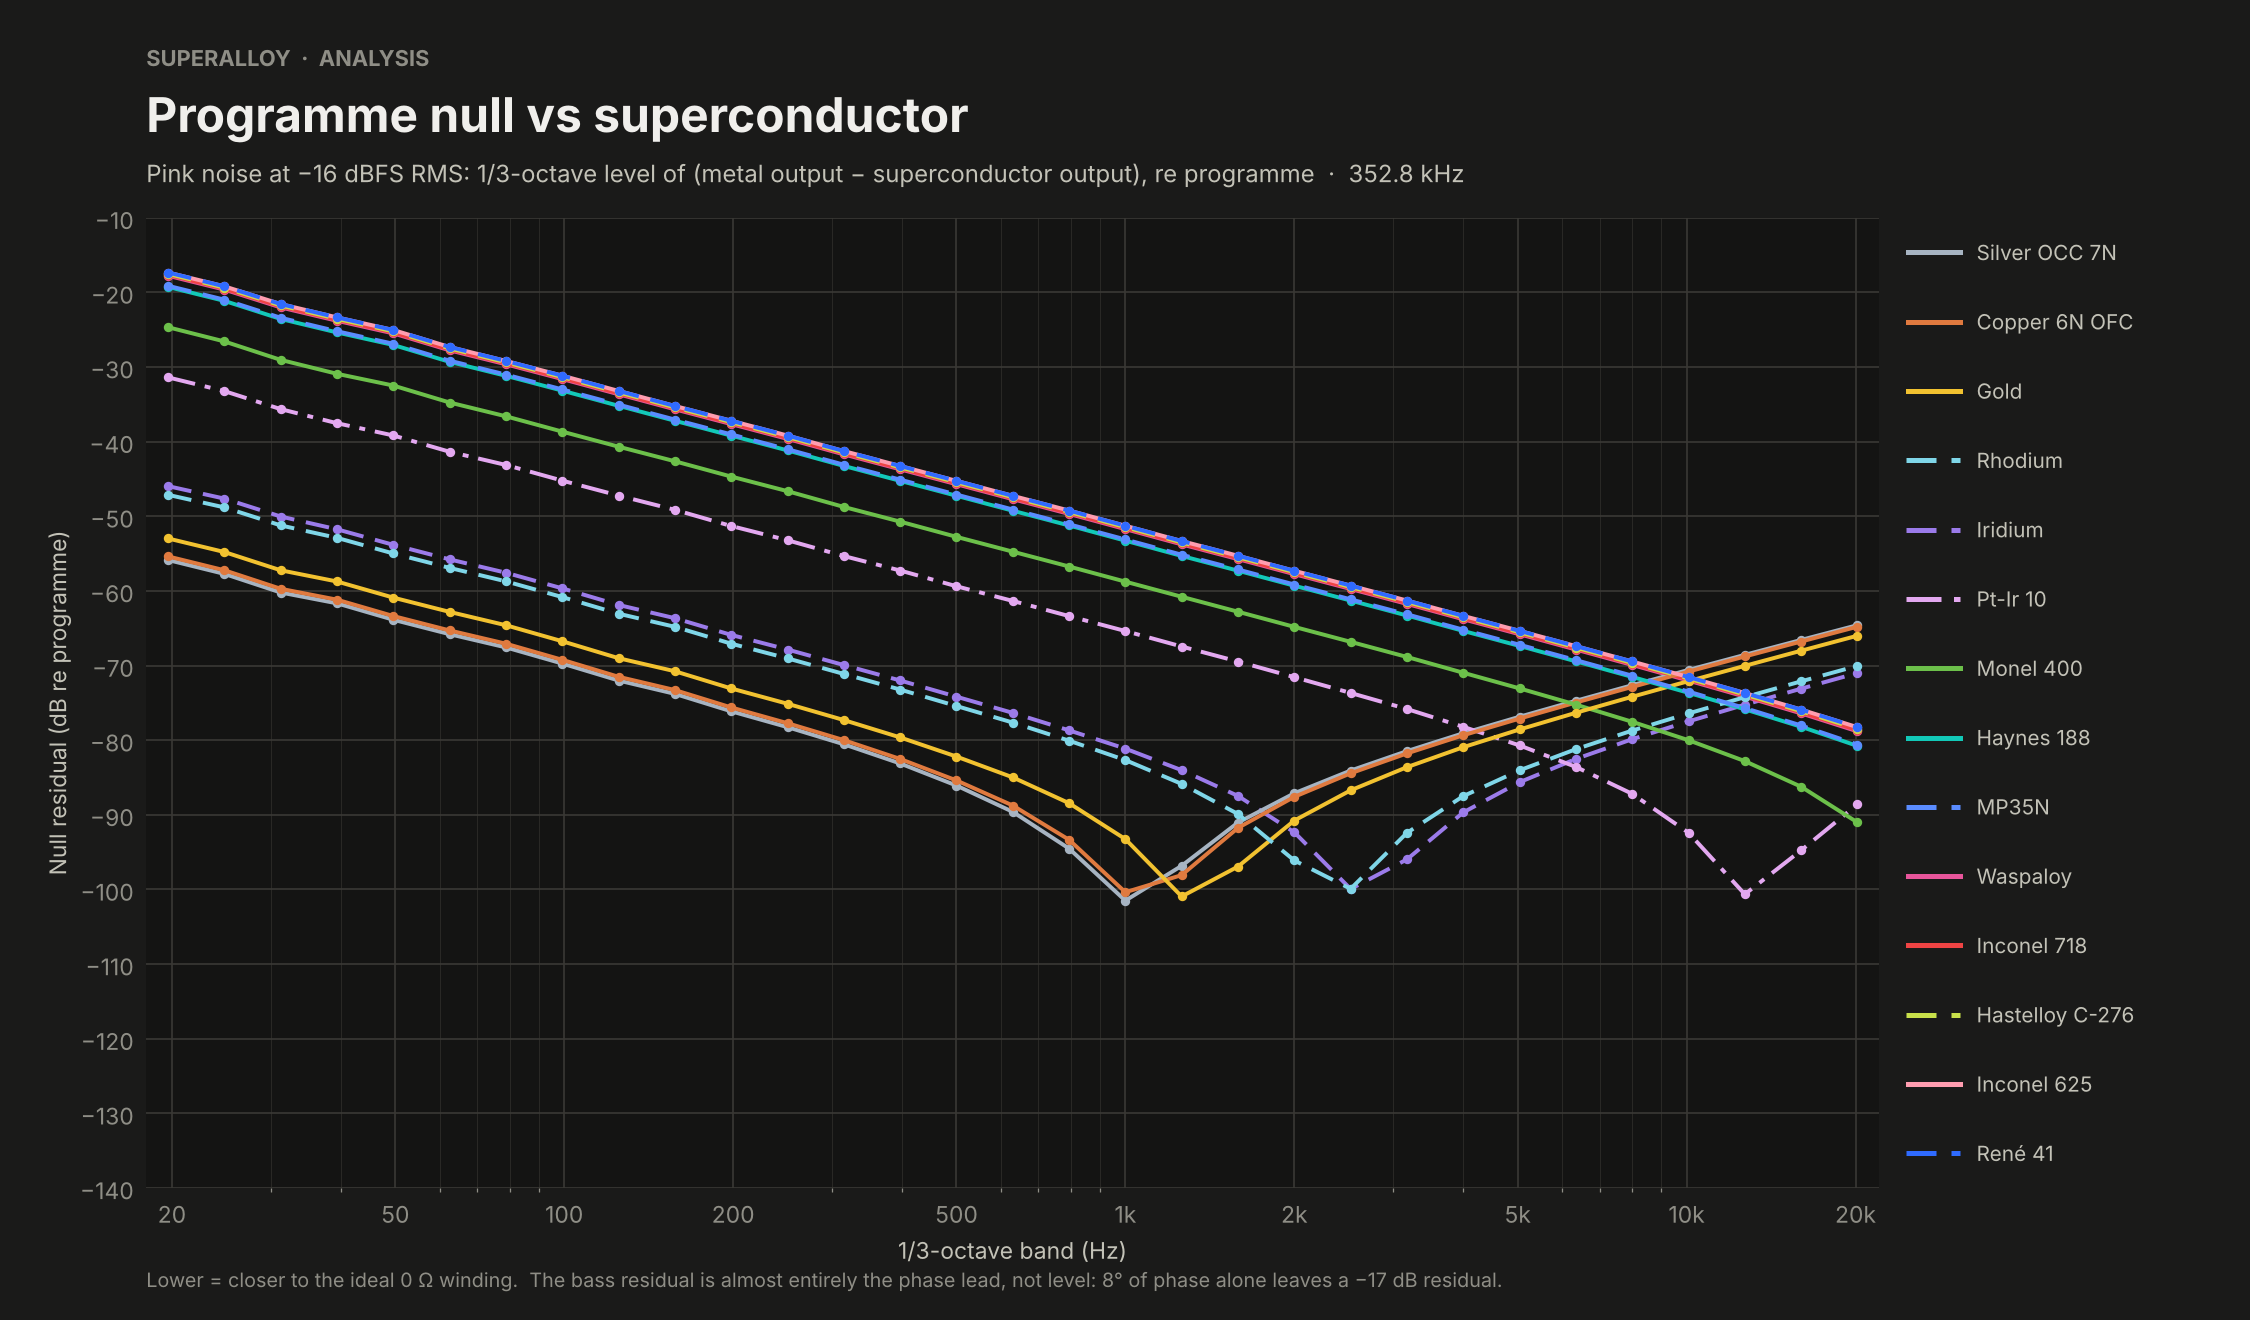 SUPERALLOY · ANALYSIS
Programme null vs superconductor
Pink noise at −16 dBFS RMS: 1/3-octave level of (metal output − superconductor output), re programme · 352.8 kHz
−10
−20
−30
−40
−50
−60
−70
−80
−90
−100
−110
−120
−130
−140
Null residual (dB re programme)
20 50 100 200 500 1k 2k 5k 10k 20k
1/3-octave band (Hz)
Silver OCC 7N
Copper 6N OFC
Gold
Rhodium
Iridium
Pt-Ir 10
Monel 400
Haynes 188
MP35N
Waspaloy
Inconel 718
Hastelloy C-276
Inconel 625
René 41
Lower = closer to the ideal 0 Ω winding. The bass residual is almost entirely the phase lead, not level: 8° of phase alone leaves a −17 dB residual.